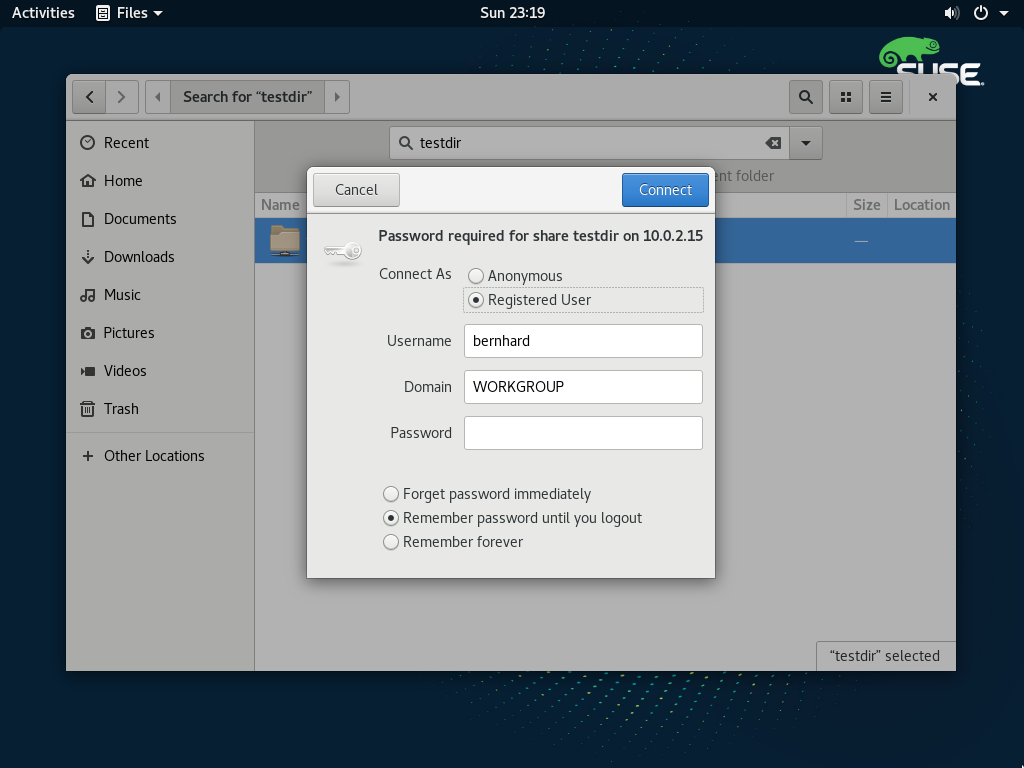 Activities Files Sun 23:19
SUSE
Search for “testdir”
testdir
Recent
Home
Documents
Downloads
Music
Pictures
Videos
Trash
Other Locations
folder
Name Size Location
—
Cancel Connect
Password required for share testdir on 10.0.2.15
Connect As Anonymous
Registered User
Username bernhard
Domain WORKGROUP
Password
Forget password immediately
Remember password until you logout
Remember forever
“testdir” selected